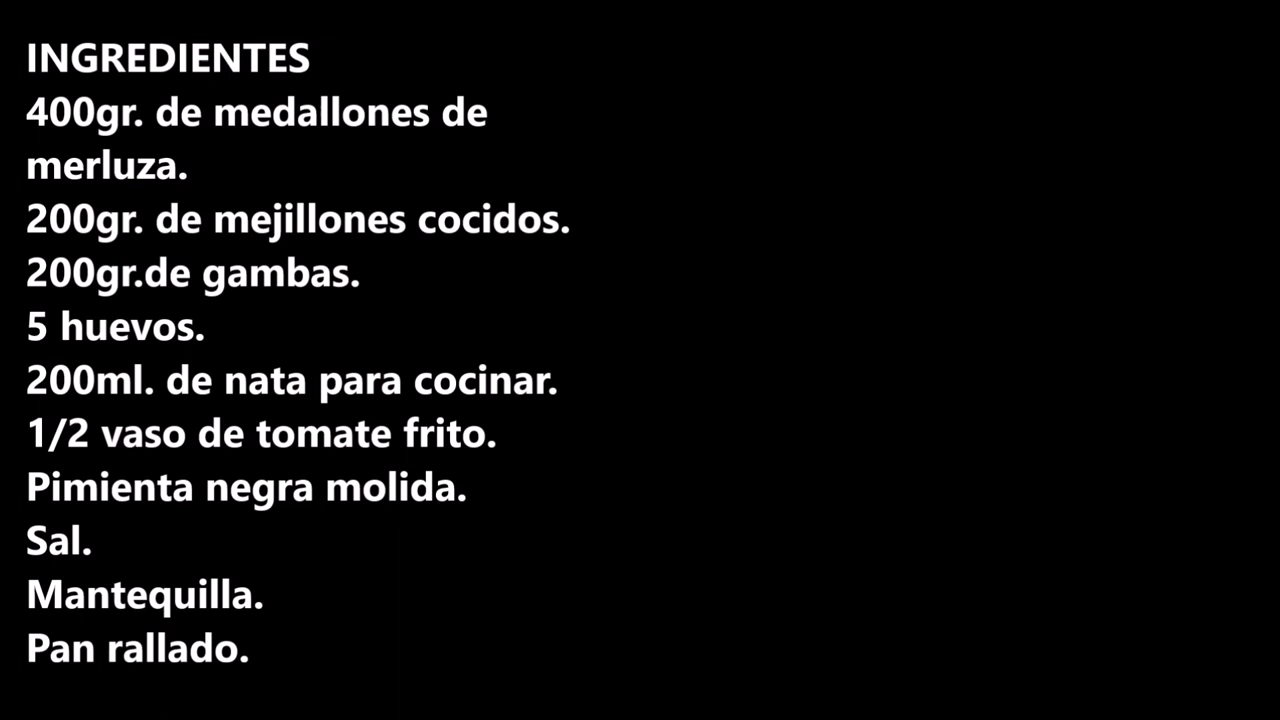 INGREDIENTES
400gr. de medallones de
merluza.
200gr. de mejillones cocidos.
200gr.de gambas.
5 huevos.
200ml. de nata para cocinar.
1/2 vaso de tomate frito.
Pimienta negra molida.
Sal.
Mantequilla.
Pan rallado.